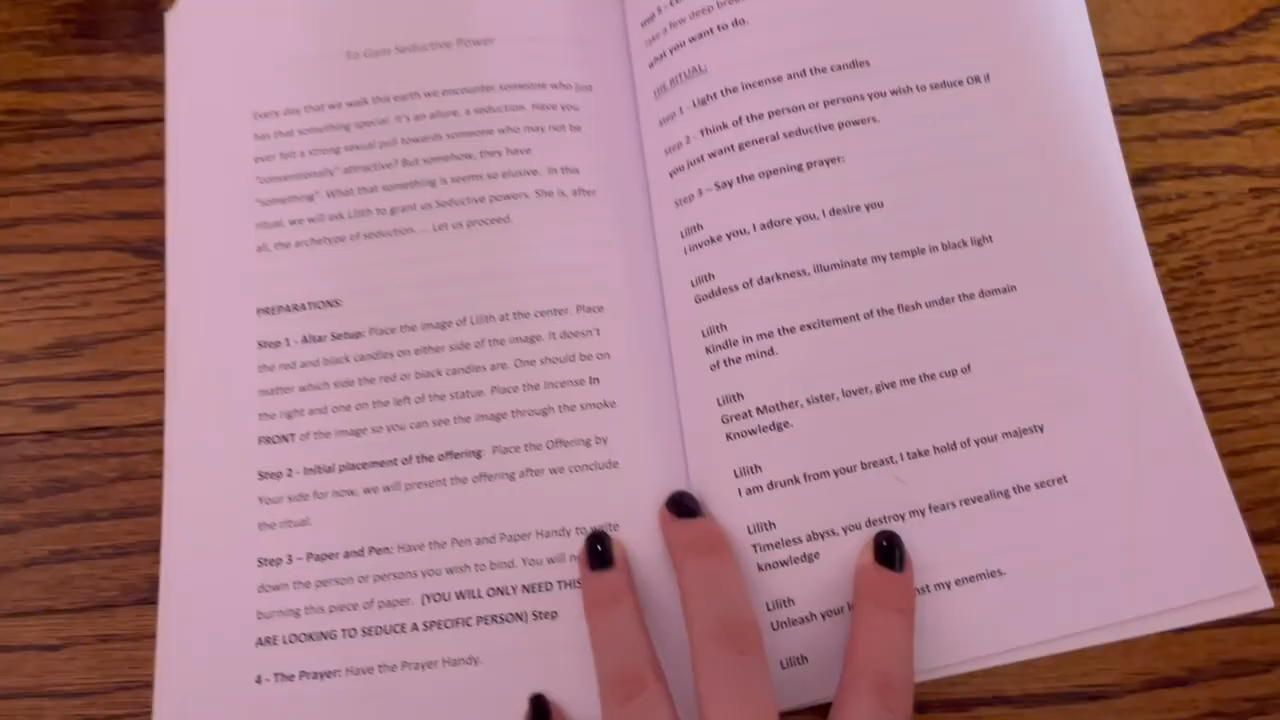 To Gain Seductive Power
Every day that we walk this earth we encounter someone who just
has that something special. It's an allure, a seduction. Have you
ever felt a strong sexual pull towards someone who may not be
"conventionally" attractive? But somehow, they have
"something". What that something is seems so elusive. In this
ritual, we will ask Lilith to grant us Seductive powers. She is, after
all, the archetype of seduction.... Let us proceed.
PREPARATIONS:
Step 1 - Altar Setup: Place the image of Lilith at the center. Place
the red and black candles on either side of the image. It doesn't
matter which side the red or black candles are. One should be on
the right and one on the left of the statue. Place the Incense In
FRONT of the image so you can see the image through the smoke.
Step 2 - Initial placement of the offering: Place the Offering by
Your side for now, we will present the offering after we conclude
the ritual.
Step 3 – Paper and Pen: Have the Pen and Paper Handy to write
down the person or persons you wish to bind. You will
burning this piece of paper. (YOU WILL ONLY NEED THIS
ARE LOOKING TO SEDUCE A SPECIFIC PERSON) Step
4 - The Prayer: Have the Prayer Handy.
take a few deep
what you want to do.
THE RITUAL:
Step 1 - Light the incense and the candles
Step 2 - Think of the person or persons you wish to seduce OR if
you just want general seductive powers.
Step 3 – Say the opening prayer:
Lilith
I invoke you, I adore you, I desire you
Lilith
Goddess of darkness, illuminate my temple in black light
Lilith
Kindle in me the excitement of the flesh under the domain
of the mind.
Lilith
Great Mother, sister, lover, give me the cup of
Knowledge.
Lilith
I am drunk from your breast, I take hold of your majesty
Lilith
Timeless abyss, you destroy my fears revealing the secret
knowledge
Lilith
Unleash your my enemies.
Lilith